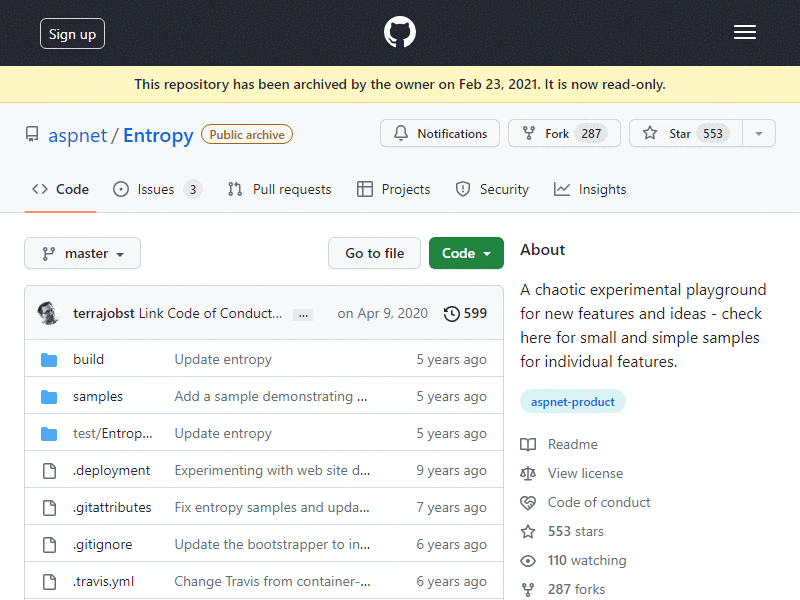 Sign up
This repository has been archived by the owner on Feb 23, 2021. It is now read-only.
aspnet / Entropy Public archive Notifications Fork 287 Star 553
Code Issues 3 Pull requests Projects Security Insights
master Go to file Code
terrajobst Link Code of Conduct... ... on Apr 9, 2020 599
build Update entropy 5 years ago
samples Add a sample demonstrating ... 5 years ago
test/Entrop... Update entropy 5 years ago
.deployment Experimenting with web site d... 9 years ago
.gitattributes Fix entropy samples and upda... 7 years ago
.gitignore Update the bootstrapper to in... 6 years ago
.travis.yml Change Travis from container-... 6 years ago
About
A chaotic experimental playground
for new features and ideas - check
here for small and simple samples
for individual features.
aspnet-product
Readme
View license
Code of conduct
553 stars
110 watching
287 forks